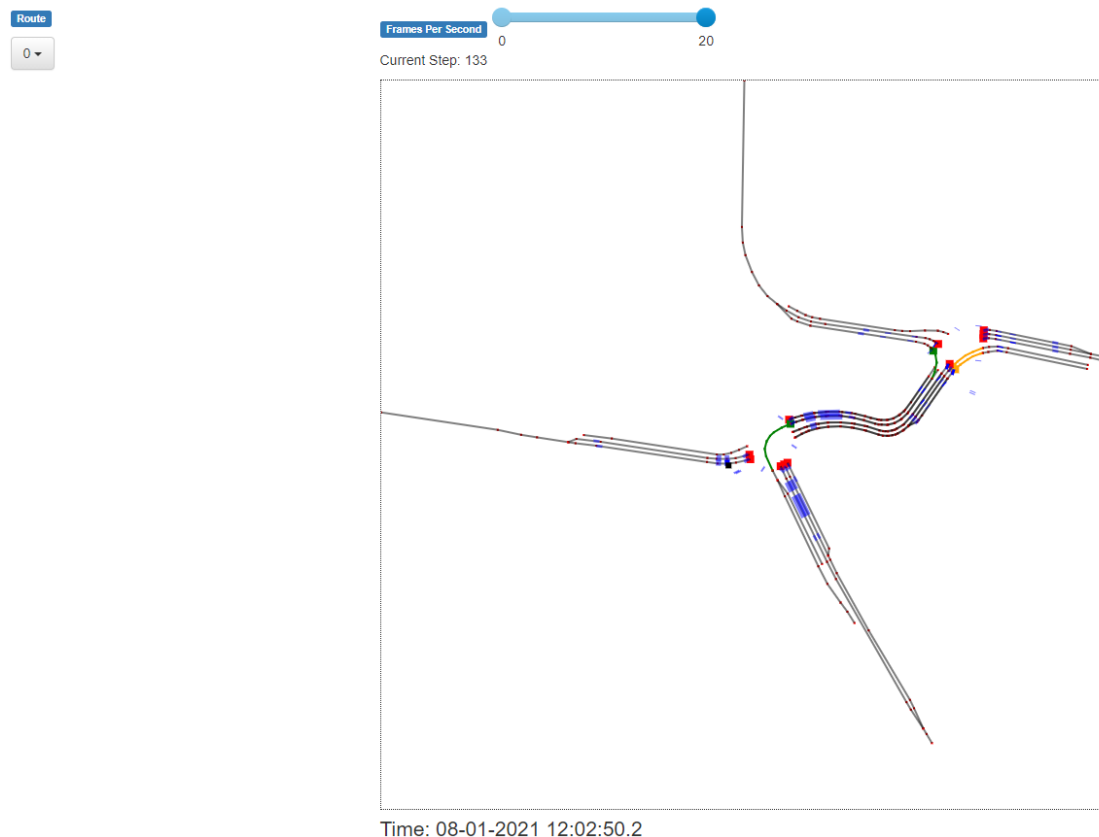 Route
0
Frames Per Second
0
20
Current Step: 133
Time: 08-01-2021 12:02:50.2